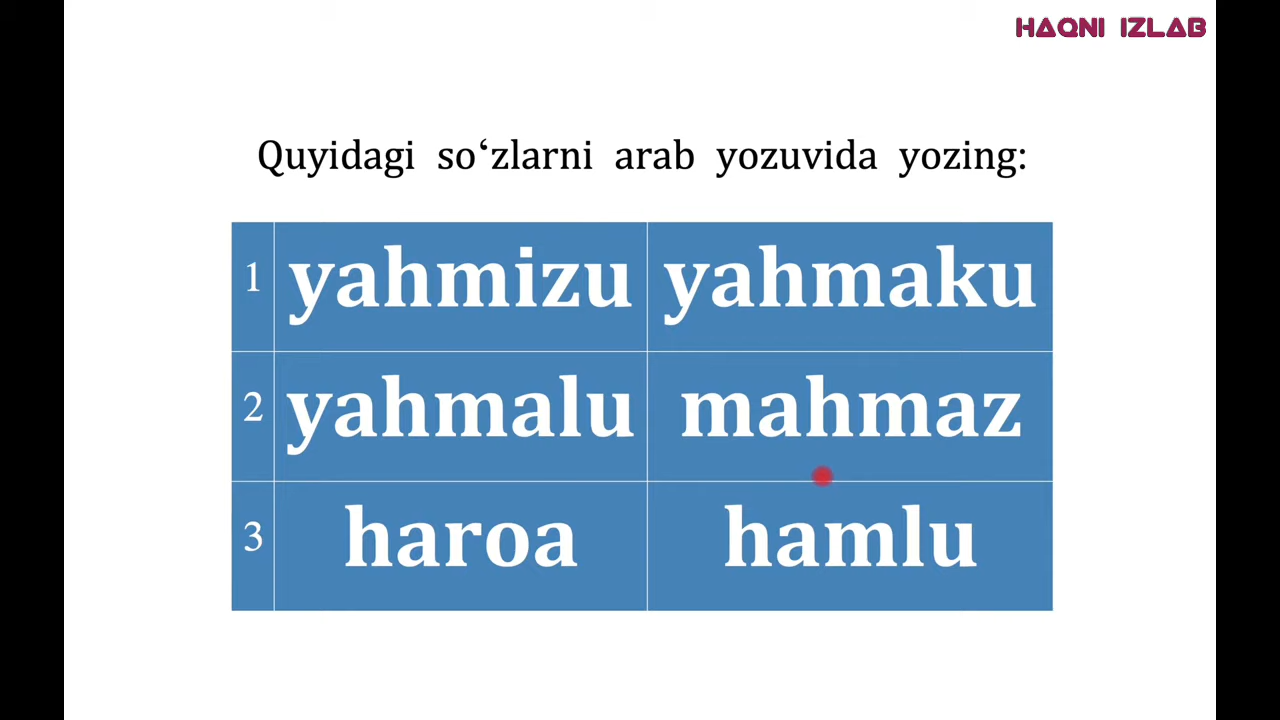 HAQNI IZLAB
Quyidagi so‘zlarni arab yozuvida yozing:
1 yahmizu yahmaku
2 yahmalu mahmaz
3 haroa hamlu